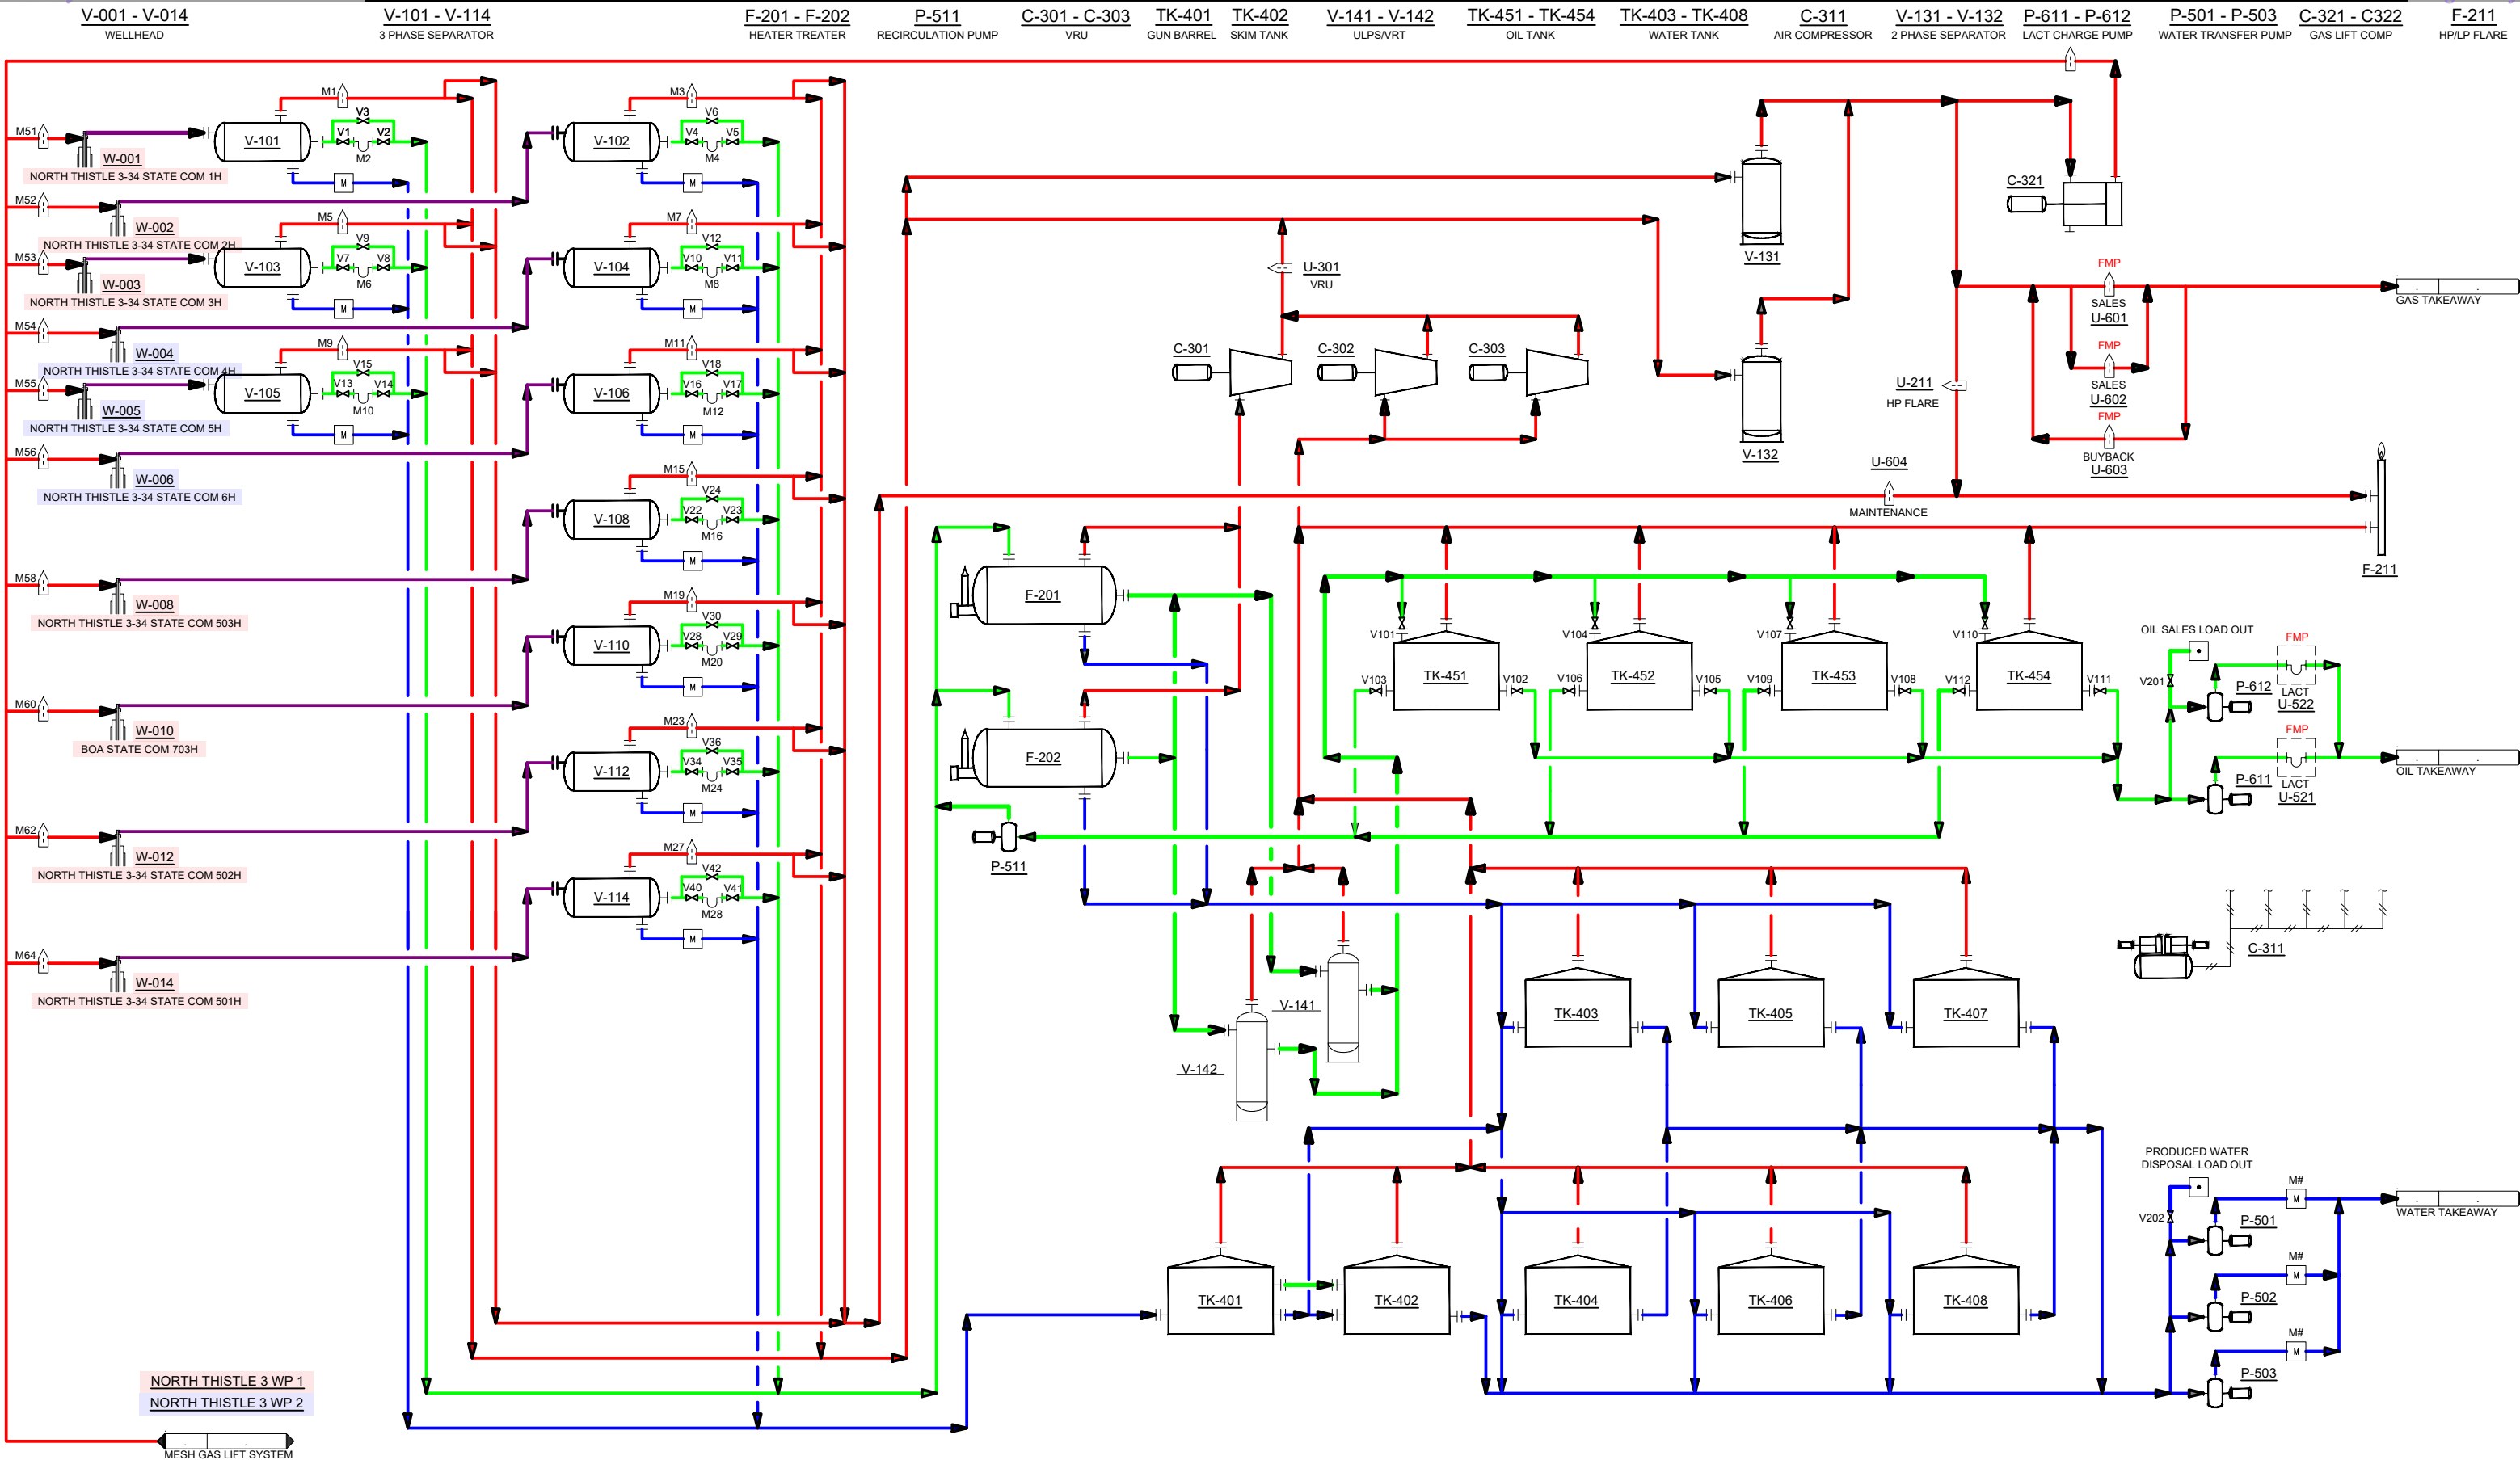 V-001 - V-014
WELLHEAD
V-101 - V-114
3 PHASE SEPARATOR
F-201 - F-202
HEATER TREATER
P-511
RECIRCULATION PUMP
C-301 - C-303
VRU
TK-401
GUN BARREL
TK-402
SKIM TANK
V-141 - V-142
ULPS/VRT
TK-451 - TK-454
OIL TANK
TK-403 - TK-408
WATER TANK
C-311
AIR COMPRESSOR
V-131 - V-132
2 PHASE SEPARATOR
P-611 - P-612
LACT CHARGE PUMP
P-501 - P-503
WATER TRANSFER PUMP
C-321 - C322
GAS LIFT COMP
F-211
HP/LP FLARE
M51
W-001
NORTH THISTLE 3-34 STATE COM 1H
M52
W-002
NORTH THISTLE 3-34 STATE COM 2H
M53
W-003
NORTH THISTLE 3-34 STATE COM 3H
M54
W-004
NORTH THISTLE 3-34 STATE COM 4H
M55
W-005
NORTH THISTLE 3-34 STATE COM 5H
M56
W-006
NORTH THISTLE 3-34 STATE COM 6H
M58
W-008
NORTH THISTLE 3-34 STATE COM 503H
M60
W-010
BOA STATE COM 703H
M62
W-012
NORTH THISTLE 3-34 STATE COM 502H
M64
W-014
NORTH THISTLE 3-34 STATE COM 501H
NORTH THISTLE 3 WP 1
NORTH THISTLE 3 WP 2
MESH GAS LIFT SYSTEM
M1
V3
V1
V2
V-101
M2
M
M5
V9
V7
V8
V-103
M6
M
M9
V15
V13
V14
V-105
M10
M
M3
V6
V4
V5
V-102
M4
M
M7
V12
V10
V11
V-104
M8
M
M11
V18
V16
V17
V-106
M12
M
M15
V24
V22
V23
V-108
M16
M
M19
V30
V28
V29
V-110
M20
M
M23
V36
V34
V35
V-112
M24
M
M27
V42
V40
V41
V-114
M28
M
F-201
F-202
P-511
U-301
VRU
C-301
C-302
C-303
V-131
V-132
C-321
U-211
HP FLARE
FMP
SALES
U-601
FMP
SALES
U-602
FMP
BUYBACK
U-603
GAS TAKEAWAY
U-604
MAINTENANCE
F-211
V101
V103
TK-451
V102
V104
V106
TK-452
V105
V107
V109
TK-453
V108
V110
V112
TK-454
V111
OIL SALES LOAD OUT
V201
P-612
FMP
LACT
U-522
P-611
FMP
LACT
U-521
OIL TAKEAWAY
C-311
V-141
V-142
TK-403
TK-405
TK-407
TK-401
TK-402
TK-404
TK-406
TK-408
PRODUCED WATER
DISPOSAL LOAD OUT
V202
M#
M
P-501
M#
M
P-502
M#
M
P-503
WATER TAKEAWAY